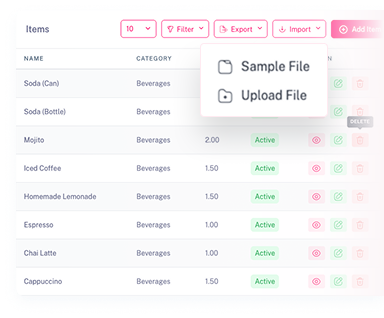 Items 10 Filter Export Import Add Item
Sample File
Upload File
NAME CATEGORY
Soda (Can) Beverages
Soda (Bottle) Beverages
DELETE
Mojito Beverages 2.00 Active
Iced Coffee Beverages 1.50 Active
Homemade Lemonade Beverages 1.50 Active
Espresso Beverages 1.00 Active
Chai Latte Beverages 1.00 Active
Cappuccino Beverages 1.50 Active